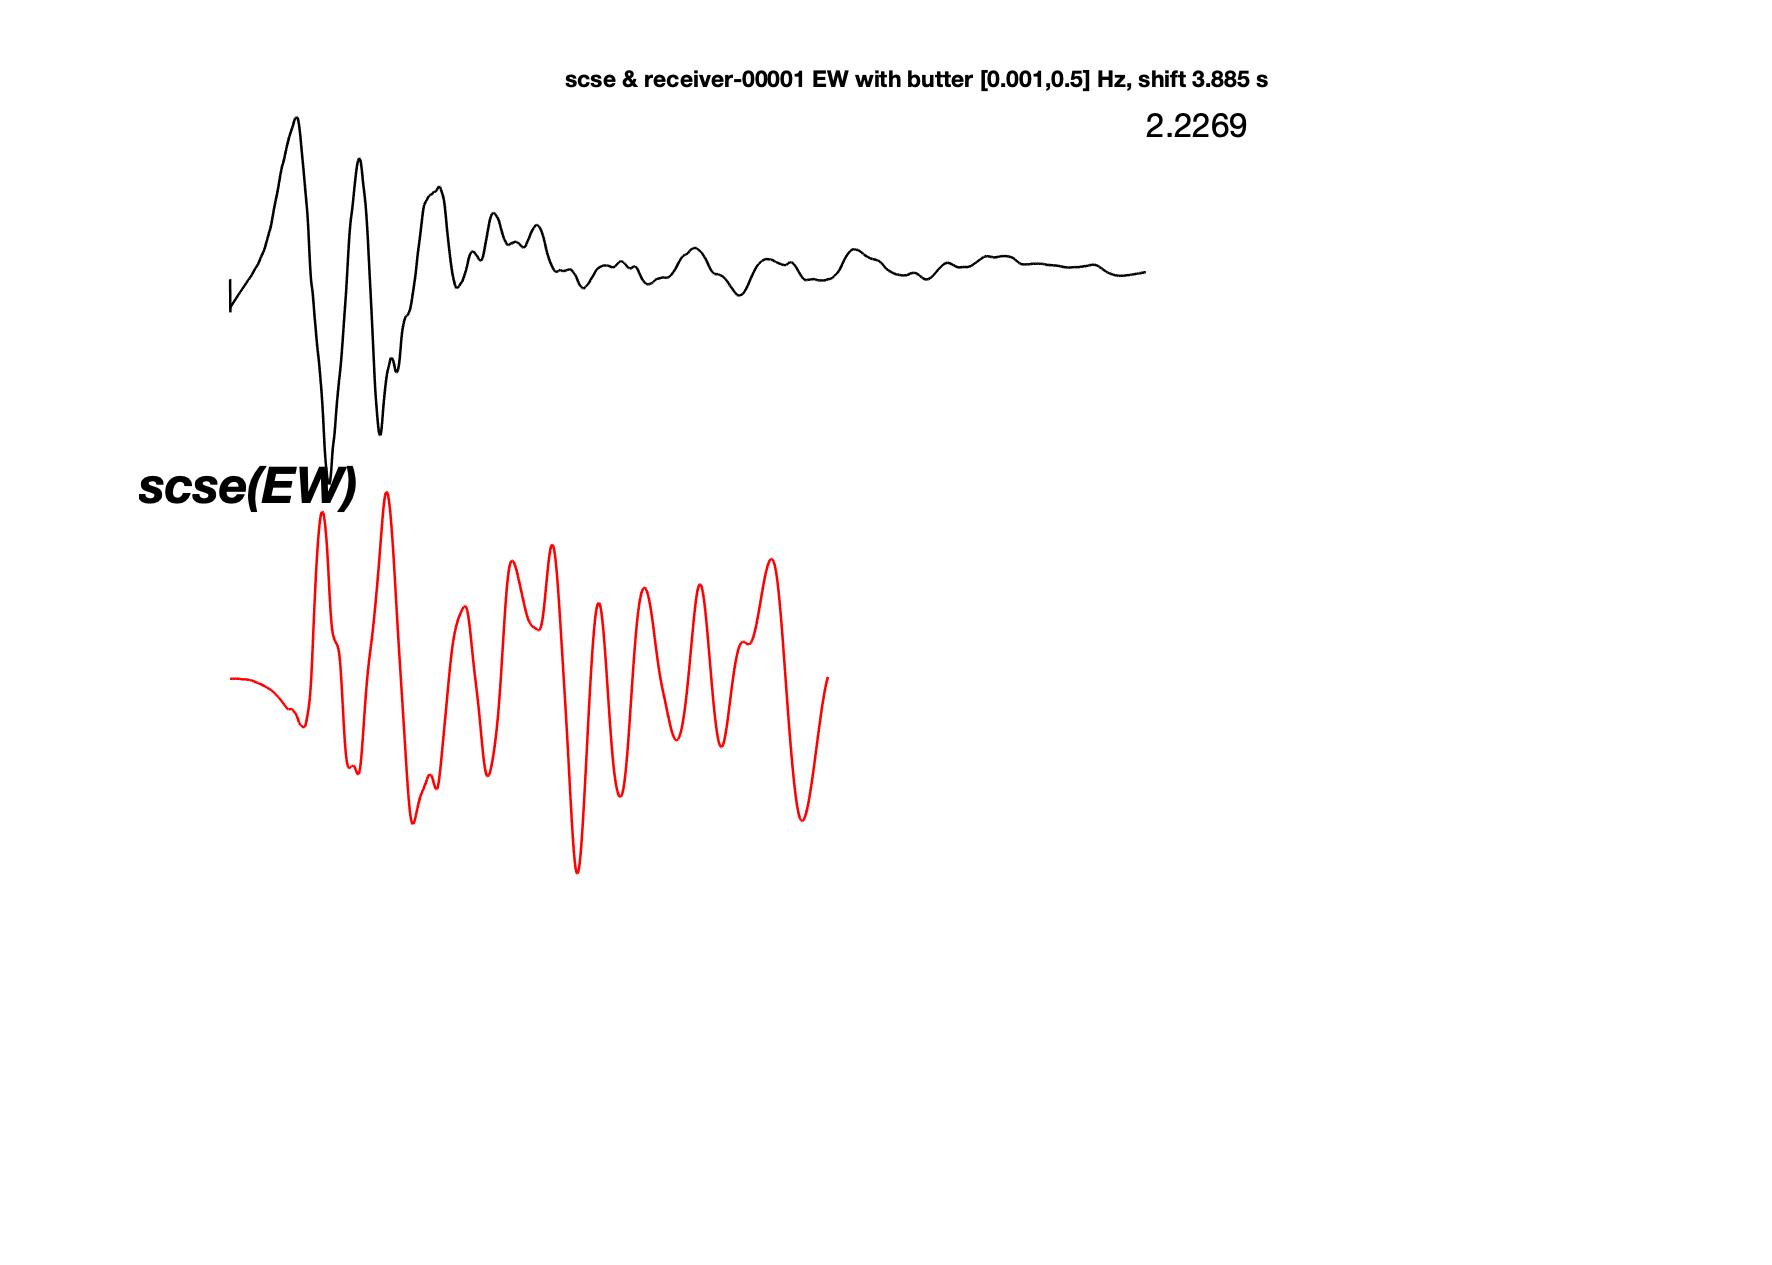 scse & receiver-00001 EW with butter [0.001,0.5] Hz, shift 3.885 s
2.2269
scse(EW)